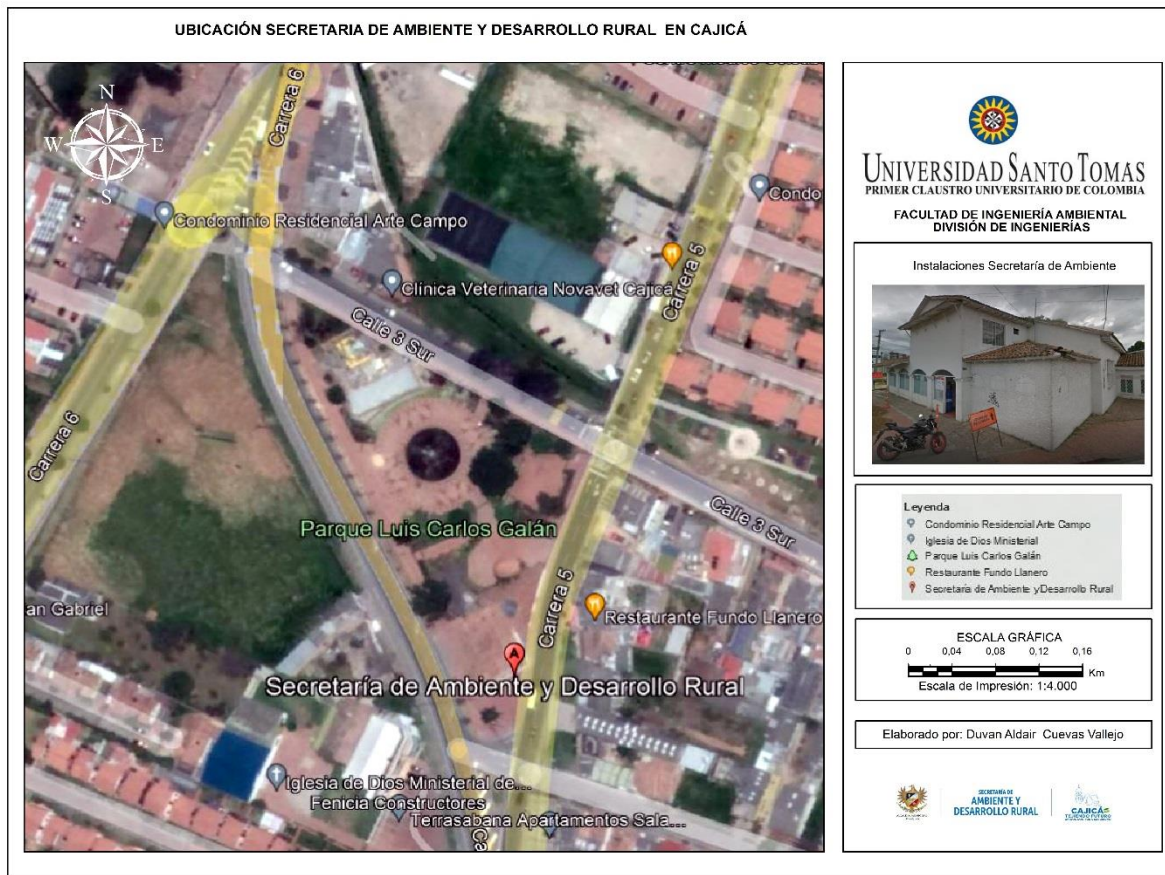 UBICACIÓN SECRETARIA DE AMBIENTE Y DESARROLLO RURAL EN CAJICÁ
N
W E
S
Carrera 6
Condominio Residencial Arte Campo
Condo
Clínica Veterinaria Novavet Cajica
Carrera 5
Calle 3 Sur
Carrera 6
Calle 3 Sur
Parque Luis Carlos Galán
Carrera 5
an Gabriel
Restaurante Fundo Llanero
A
Secretaría de Ambiente y Desarrollo Rural
Iglesia de Dios Ministerial de...
Fenicia Constructores
Terrasabana Apartamentos Sala...
Ca
UNIVERSIDAD SANTO TOMAS
PRIMER CLAUSTRO UNIVERSITARIO DE COLOMBIA
FACULTAD DE INGENIERÍA AMBIENTAL
DIVISIÓN DE INGENIERÍAS
Instalaciones Secretaría de Ambiente
Leyenda
Condominio Residencial Arte Campo
Iglesia de Dios Ministerial
Parque Luis Carlos Galán
Restaurante Fundo Llanero
Secretaría de Ambiente y Desarrollo Rural
ESCALA GRÁFICA
0 0,04 0,08 0,12 0,16
Km
Escala de Impresión: 1:4.000
Elaborado por: Duvan Aldair Cuevas Vallejo
SECRETARÍA DE
AMBIENTE Y
DESARROLLO RURAL
CAJICÁ
TEJIENDO FUTURO